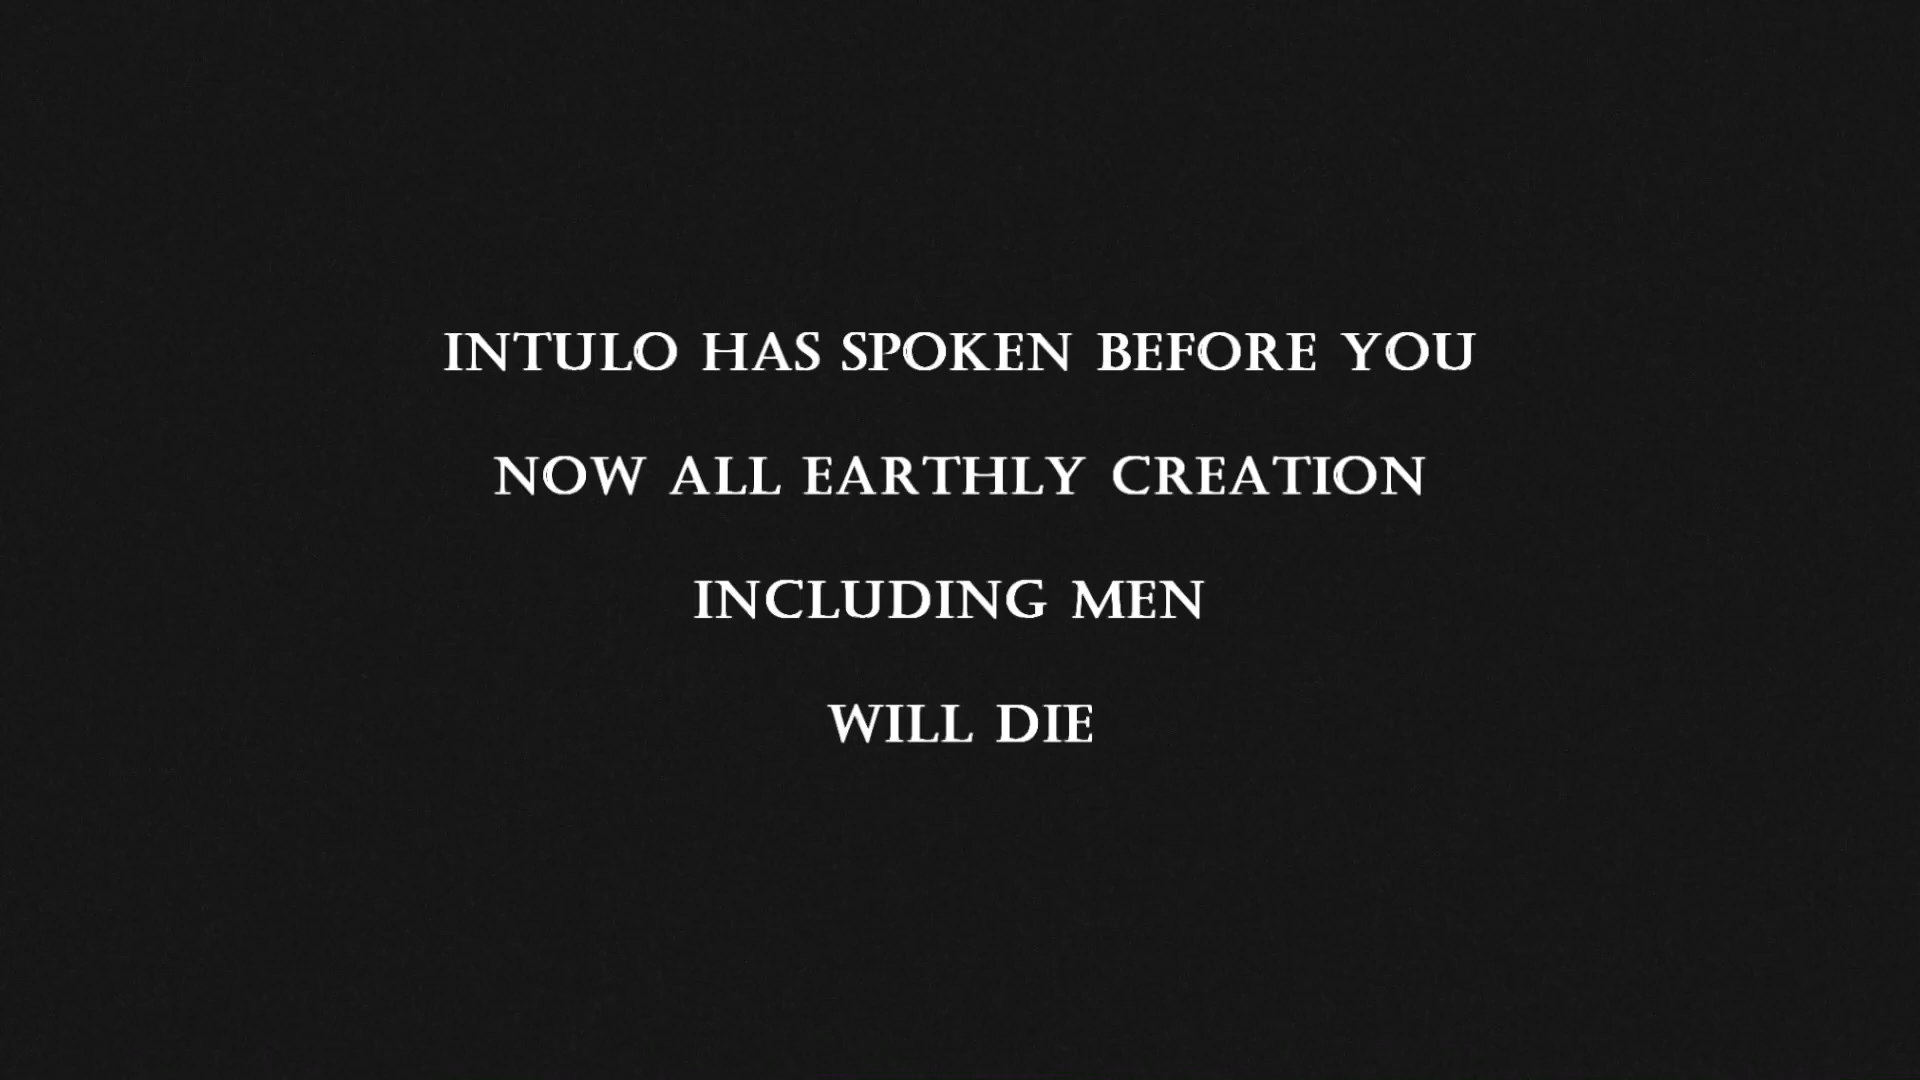 INTULO HAS SPOKEN BEFORE YOU
NOW ALL EARTHLY CREATION
INCLUDING MEN
WILL DIE